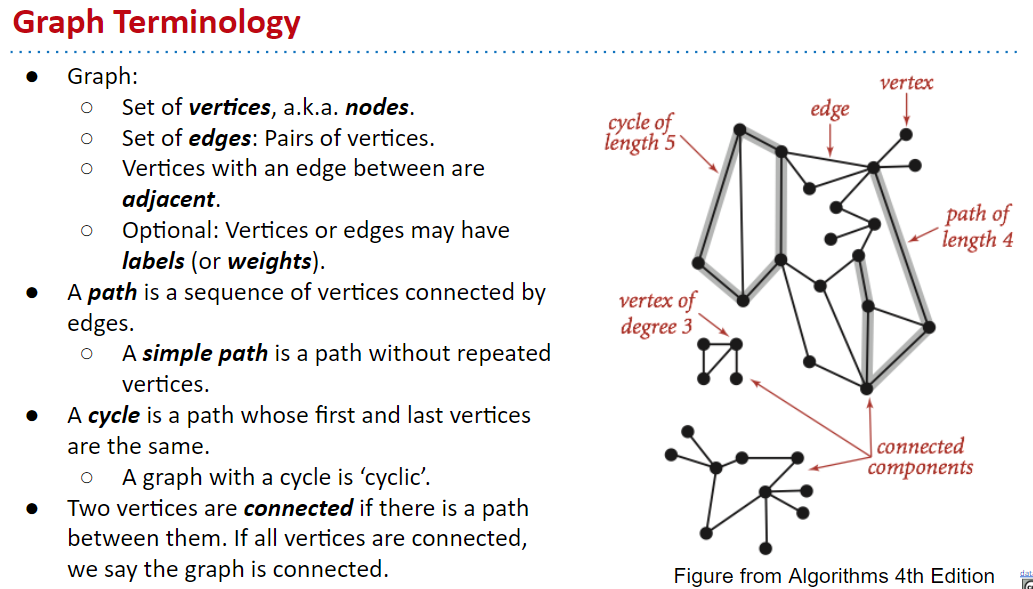 Graph Terminology
● Graph:
○ Set of vertices, a.k.a. nodes.
○ Set of edges: Pairs of vertices.
○ Vertices with an edge between are
adjacent.
○ Optional: Vertices or edges may have
labels (or weights).
● A path is a sequence of vertices connected by
edges.
○ A simple path is a path without repeated
vertices.
● A cycle is a path whose first and last vertices
are the same.
○ A graph with a cycle is ‘cyclic’.
● Two vertices are connected if there is a path
between them. If all vertices are connected,
we say the graph is connected.
vertex
edge
cycle of
length 5
path of
length 4
vertex of
degree 3
connected
components
Figure from Algorithms 4th Edition